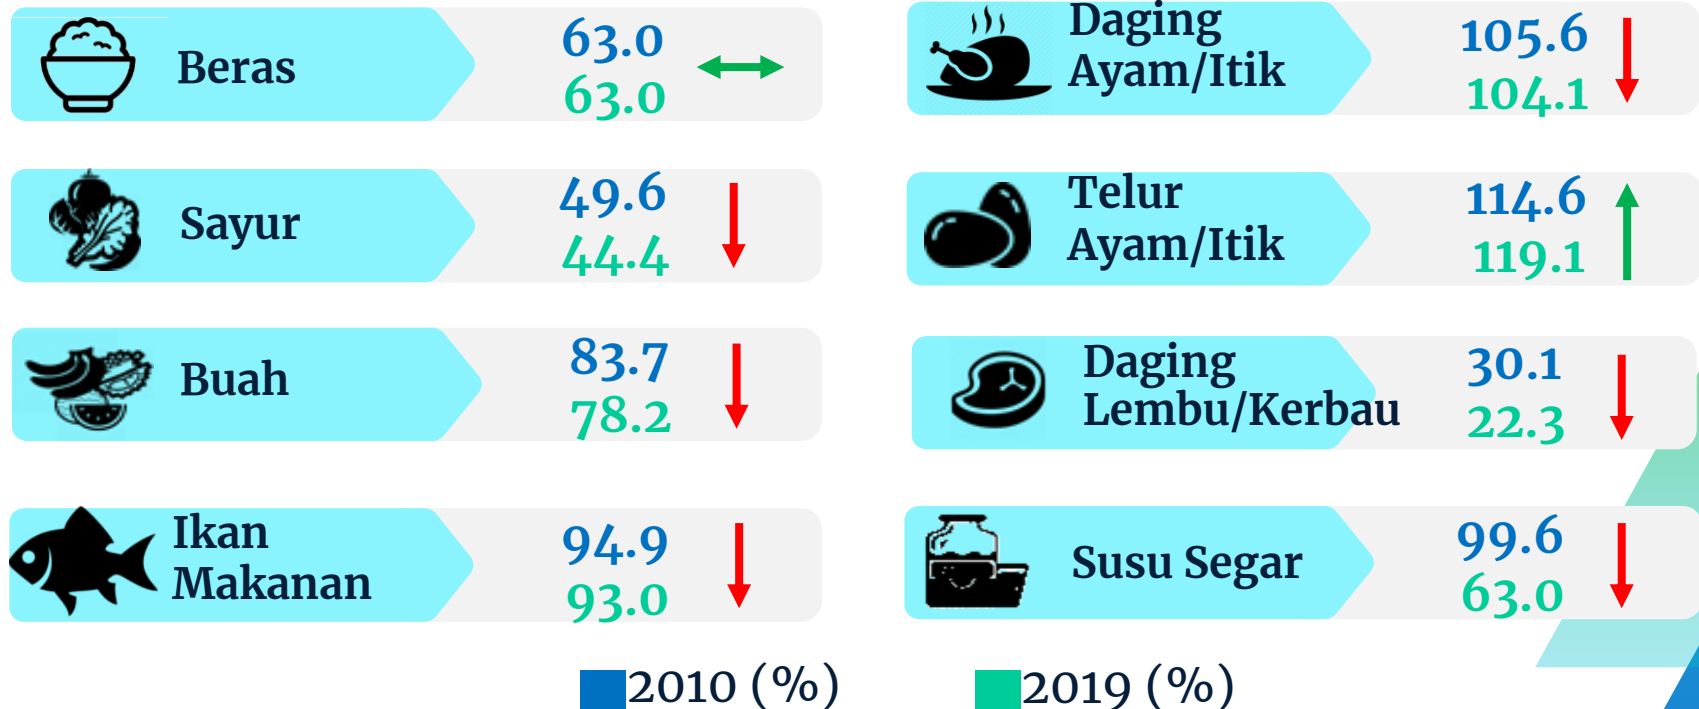 Beras
63.0
63.0
Daging
Ayam/Itik
105.6
104.1
Sayur
49.6
44.4
Telur
Ayam/Itik
114.6
119.1
Buah
83.7
78.2
Daging
Lembu/Kerbau
30.1
22.3
Ikan
Makanan
94.9
93.0
Susu Segar
99.6
63.0
2010 (%)
2019 (%)